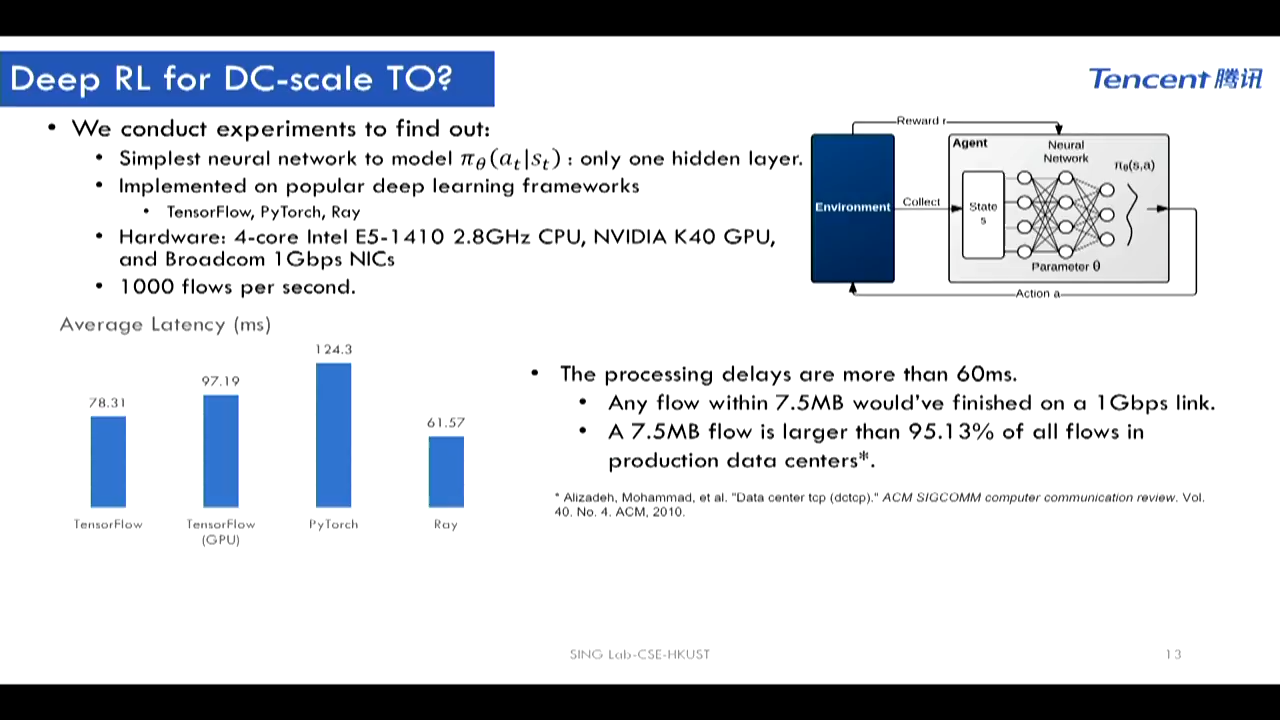 Deep RL for DC-scale TO?
Tencent 腾讯
• We conduct experiments to find out:
• Simplest neural network to model π_θ(a_t|s_t) : only one hidden layer.
• Implemented on popular deep learning frameworks
• TensorFlow, PyTorch, Ray
• Hardware: 4-core Intel E5-1410 2.8GHz CPU, NVIDIA K40 GPU,
and Broadcom 1Gbps NICs
• 1000 flows per second.
Reward r
Agent
Neural
Network
π_θ(s,a)
Environment
Collect
State
s
Parameter θ
Action a
Average Latency (ms)
78.31
97.19
124.3
61.57
TensorFlow
TensorFlow
(GPU)
PyTorch
Ray
• The processing delays are more than 60ms.
• Any flow within 7.5MB would've finished on a 1Gbps link.
• A 7.5MB flow is larger than 95.13% of all flows in
production data centers*.
* Alizadeh, Mohammad, et al. "Data center tcp (dctcp)." ACM SIGCOMM computer communication review. Vol.
40. No. 4. ACM, 2010.
SING Lab-CSE-HKUST
13